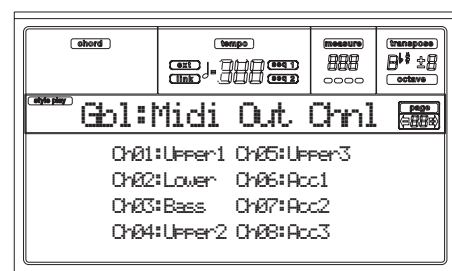 chord tempo measure transpose
ext seq 1
link seq 2
octave
style play Gbl:Midi Out Chnl page
Ch01:Upper1 Ch05:Upper3
Ch02:Lower Ch06:Acc1
Ch03:Bass Ch07:Acc2
Ch04:Upper2 Ch08:Acc3